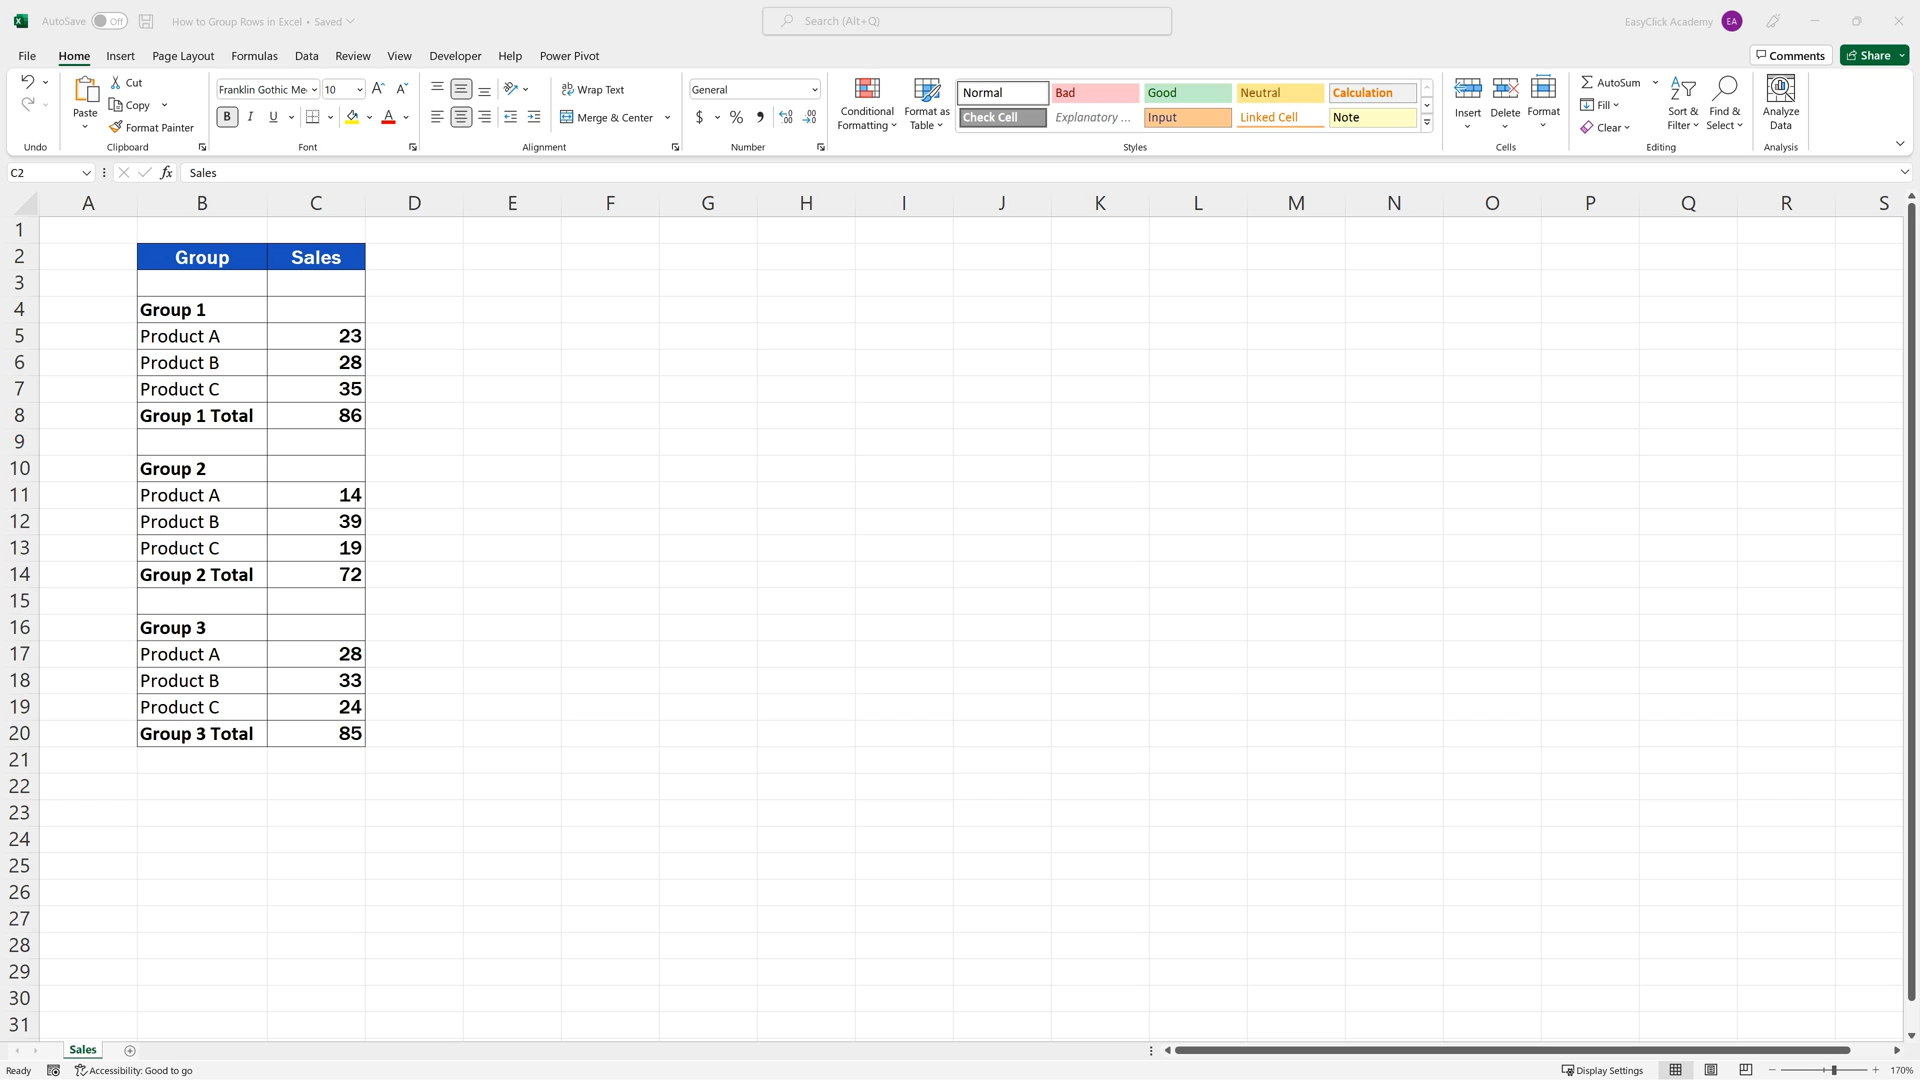 AutoSave Off How to Group Rows in Excel • Saved Search (Alt+Q) EasyClick Academy EA
File Home Insert Page Layout Formulas Data Review View Developer Help Power Pivot Comments Share
Cut
Copy
Format Painter
Paste
Undo
Clipboard
Franklin Gothic Me 10
B I U
Font
Wrap Text
Merge & Center
Alignment
General
$ % ,
Number
Conditional Formatting
Format as Table
Normal Bad Good Neutral Calculation
Check Cell Explanatory ... Input Linked Cell Note
Styles
Insert Delete Format
Cells
AutoSum
Fill
Clear
Sort & Filter
Find & Select
Editing
Analyze Data
Analysis
C2 fx Sales
A B C D E F G H I J K L M N O P Q R S
1
2 Group Sales
3
4 Group 1
5 Product A 23
6 Product B 28
7 Product C 35
8 Group 1 Total 86
9
10 Group 2
11 Product A 14
12 Product B 39
13 Product C 19
14 Group 2 Total 72
15
16 Group 3
17 Product A 28
18 Product B 33
19 Product C 24
20 Group 3 Total 85
21
22
23
24
25
26
27
28
29
30
31
Sales
Ready Accessibility: Good to go Display Settings 170%